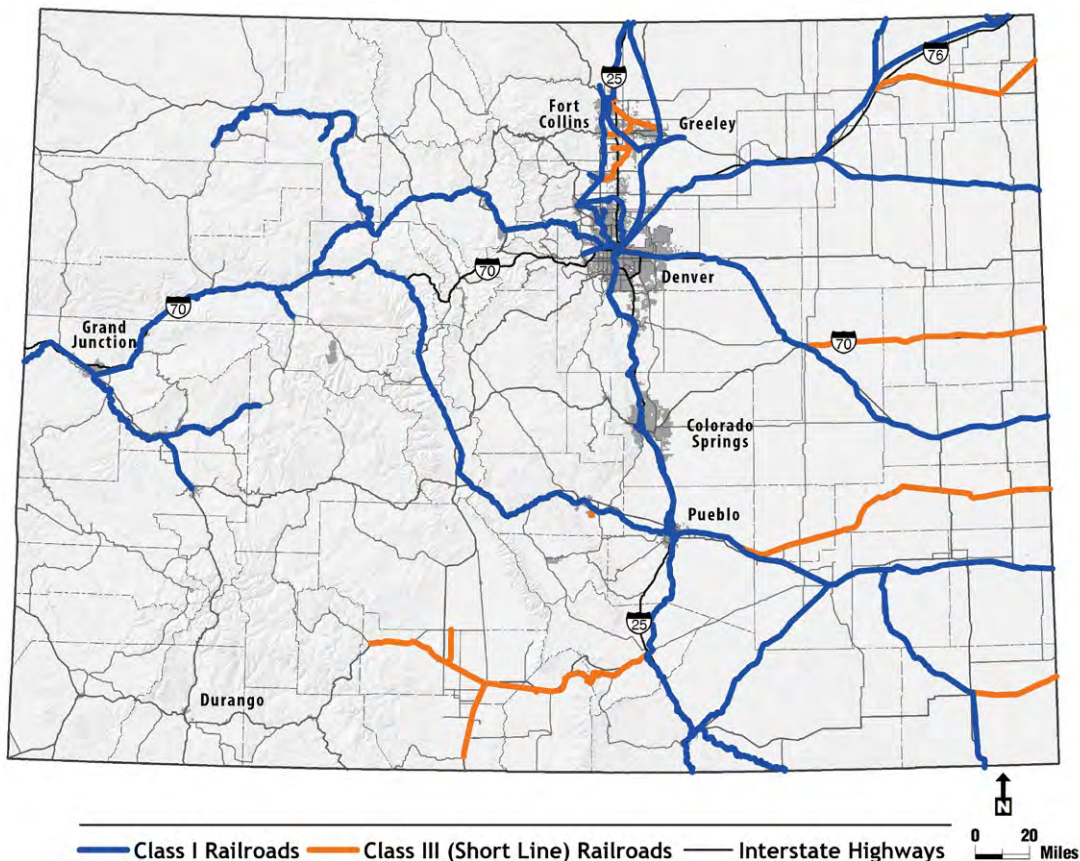 25
76
Fort
Collins
Greeley
70
Denver
70
Grand
Junction
70
Colorado
Springs
Pueblo
25
Durango
N
Class I Railroads
Class III (Short Line) Railroads
Interstate Highways
0 20
Miles